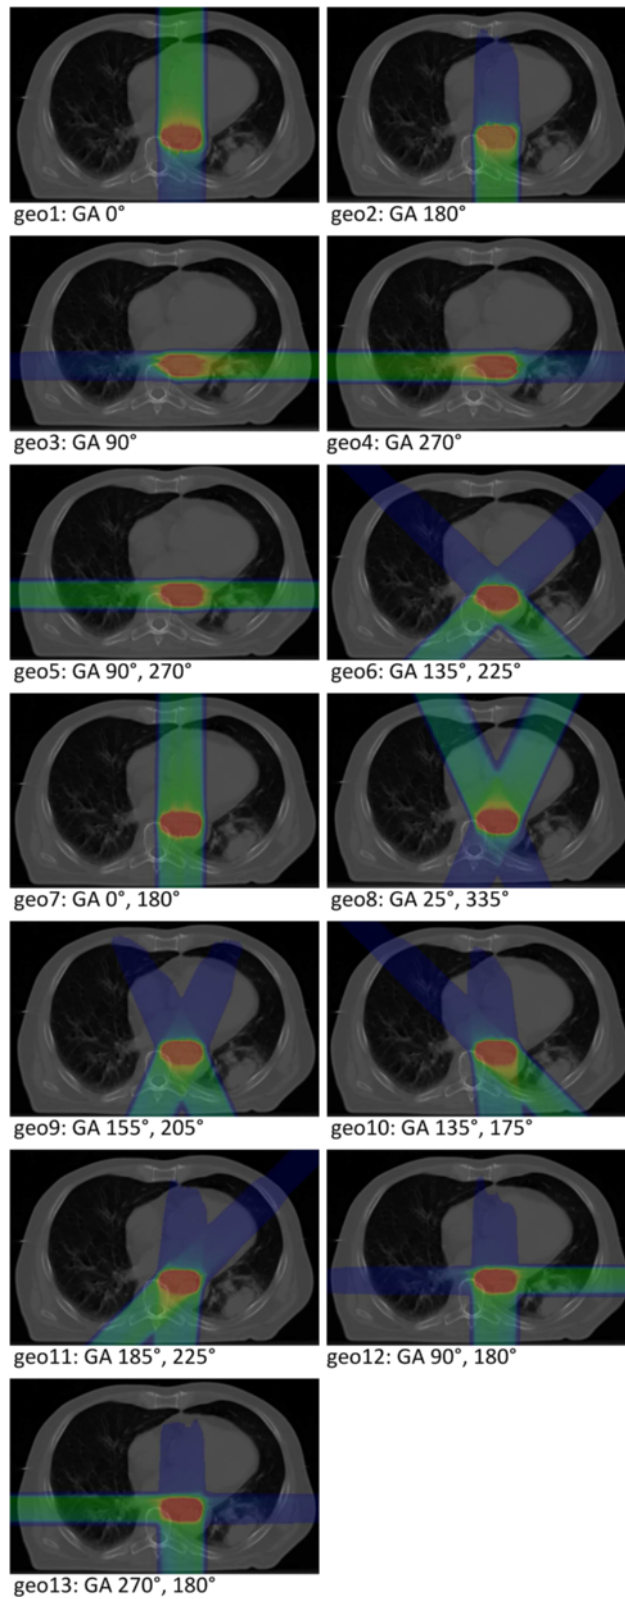 geo1: GA 0°
geo2: GA 180°
geo3: GA 90°
geo4: GA 270°
geo5: GA 90°, 270°
geo6: GA 135°, 225°
geo7: GA 0°, 180°
geo8: GA 25°, 335°
geo9: GA 155°, 205°
geo10: GA 135°, 175°
geo11: GA 185°, 225°
geo12: GA 90°, 180°
geo13: GA 270°, 180°